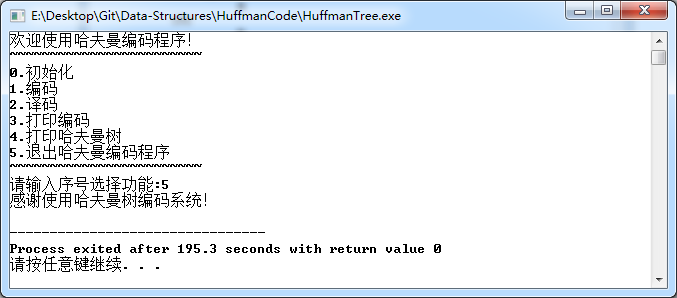 E:\Desktop\Git\Data-Structures\HuffmanCode\HuffmanTree.exe
欢迎使用哈夫曼编码程序!
~~~~~~~~~~~~~~~~~~~~~~~~
0.初始化
1.编码
2.译码
3.打印编码
4.打印哈夫曼树
5.退出哈夫曼编码程序
~~~~~~~~~~~~~~~~~~~~~~~~
请输入序号选择功能:5
感谢使用哈夫曼树编码系统!
--------------------------------
Process exited after 195.3 seconds with return value 0
请按任意键继续. . .